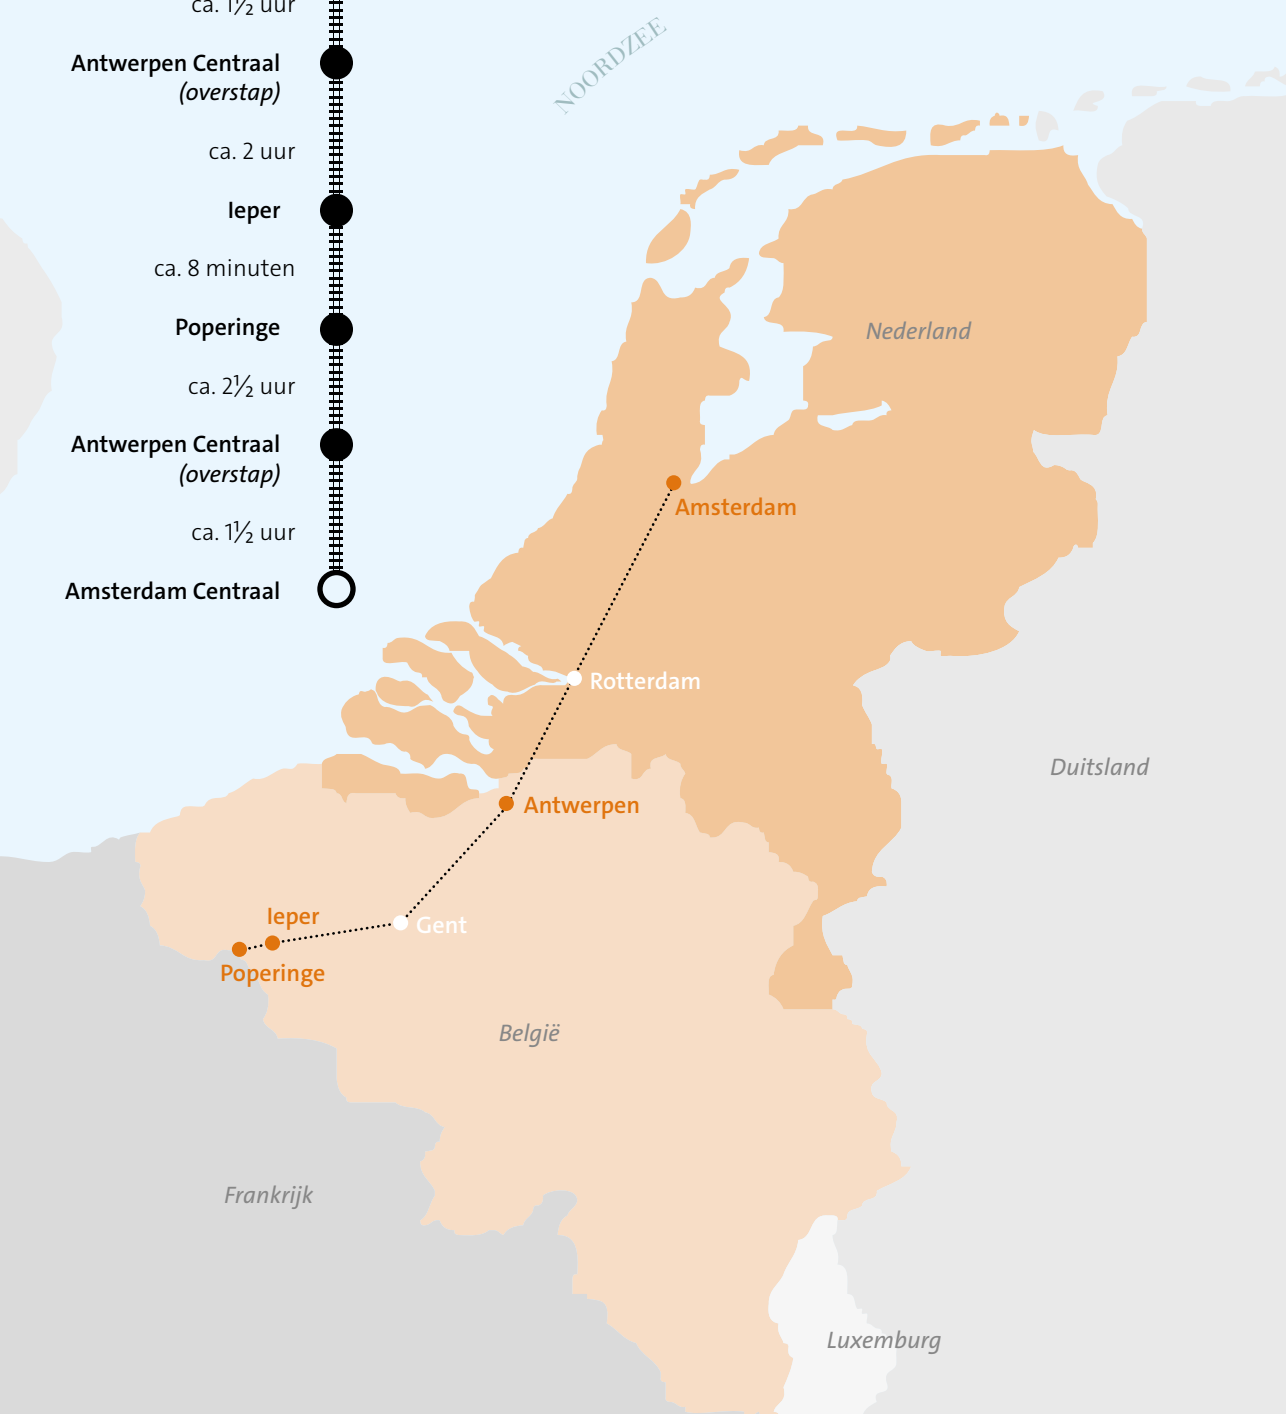 ca. 1½ uur
Antwerpen Centraal
(overstap)
ca. 2 uur
Ieper
ca. 8 minuten
Poperinge
ca. 2½ uur
Antwerpen Centraal
(overstap)
ca. 1½ uur
Amsterdam Centraal
NOORDZEE
Nederland
Amsterdam
Rotterdam
Duitsland
Antwerpen
Ieper
Gent
Poperinge
België
Frankrijk
Luxemburg